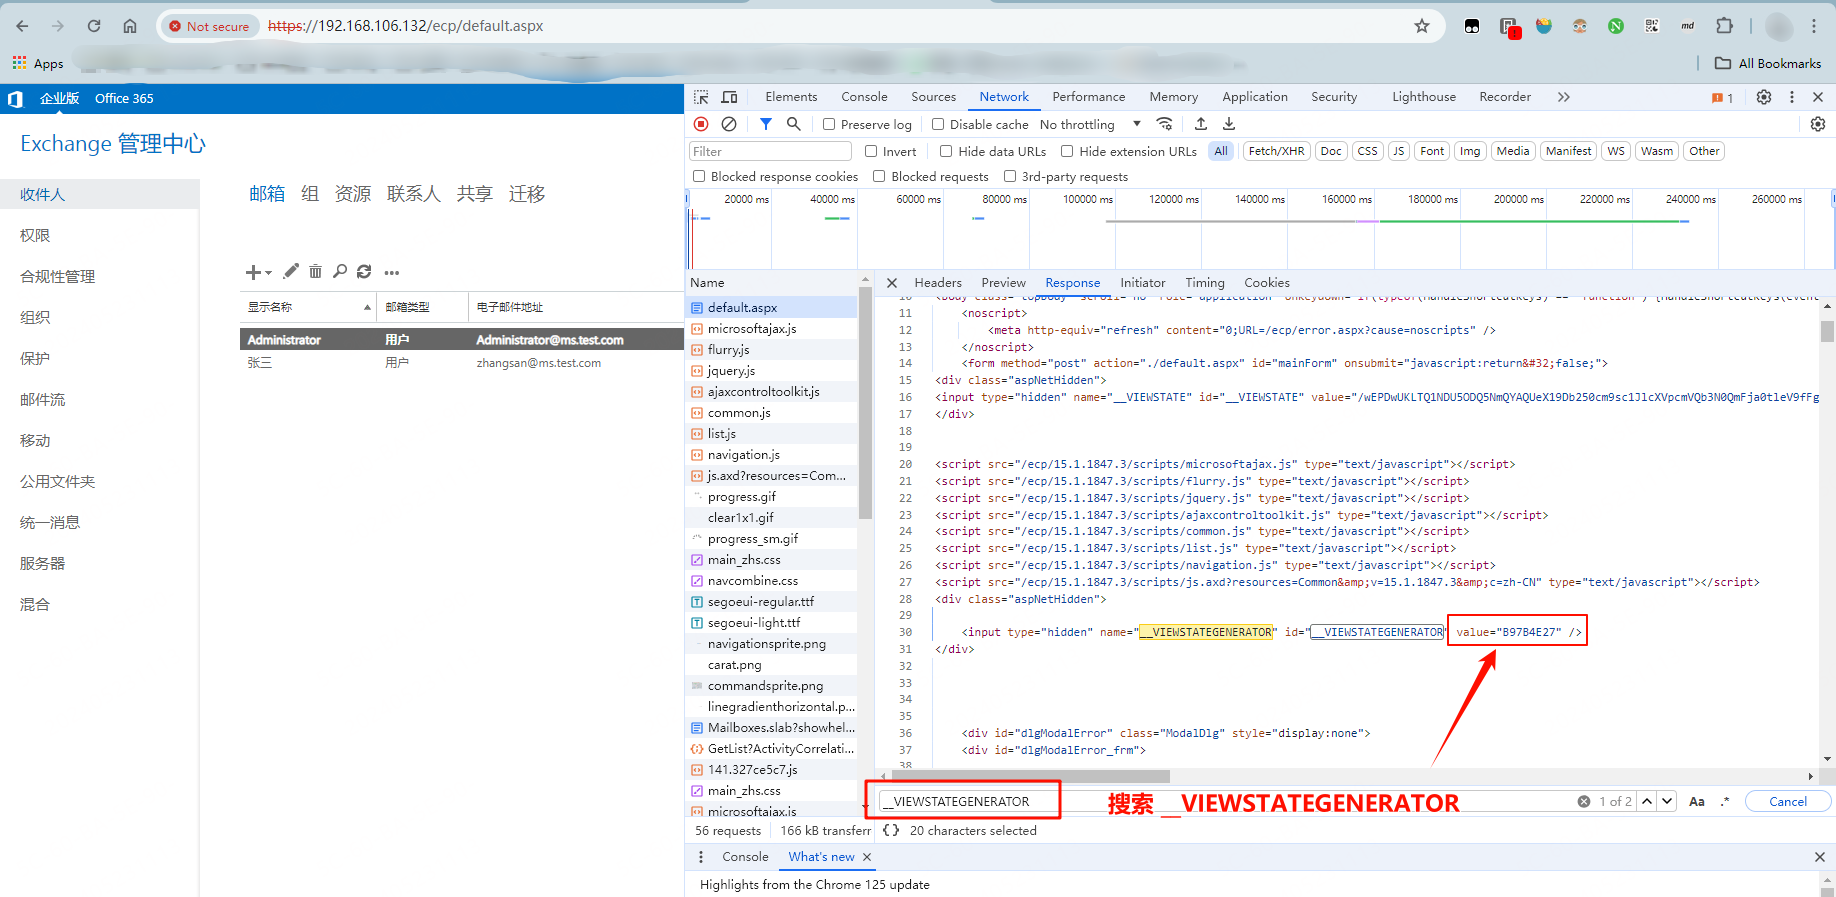 Not secure https://192.168.106.132/ecp/default.aspx
Apps
All Bookmarks
企业版 Office 365
Exchange 管理中心
收件人
权限
合规性管理
组织
保护
邮件流
移动
公用文件夹
统一消息
服务器
混合
邮箱 组 资源 联系人 共享 迁移
显示名称 邮箱类型 电子邮件地址
Administrator 用户 Administrator@ms.test.com
张三 用户 zhangsan@ms.test.com
Elements Console Sources Network Performance Memory Application Security Lighthouse Recorder 1
Preserve log Disable cache No throttling
Filter Invert Hide data URLs Hide extension URLs All Fetch/XHR Doc CSS JS Font Img Media Manifest WS Wasm Other
Blocked response cookies Blocked requests 3rd-party requests
20000 ms 40000 ms 60000 ms 80000 ms 100000 ms 120000 ms 140000 ms 160000 ms 180000 ms 200000 ms 220000 ms 240000 ms 260000 ms
Name
default.aspx
microsoftajax.js
flurry.js
jquery.js
ajaxcontroltoolkit.js
common.js
list.js
navigation.js
js.axd?resources=Com...
progress.gif
clear1x1.gif
progress_sm.gif
main_zhs.css
navcombine.css
segoeui-regular.ttf
segoeui-light.ttf
navigationsprite.png
carat.png
commandsprite.png
linegradienthorizontal.p...
Mailboxes.slab?showhel...
GetList?ActivityCorrelati...
141.327ce5c7.js
main_zhs.css
microsoftajax.js
Headers Preview Response Initiator Timing Cookies
11 <noscript>
12 <meta http-equiv="refresh" content="0;URL=/ecp/error.aspx?cause=noscripts" />
13 </noscript>
14 <form method="post" action="./default.aspx" id="mainForm" onsubmit="javascript:return&#32;false;">
15 <div class="aspNetHidden">
16 <input type="hidden" name="__VIEWSTATE" id="__VIEWSTATE" value="/wEPDwUKLTQ1NDU5ODQ5NmQYAQUeX19Db250cm9sc1JlcXVpcmVQb3N0QmFja0tleV9fFg
17 </div>
18
19
20 <script src="/ecp/15.1.1847.3/scripts/microsoftajax.js" type="text/javascript"></script>
21 <script src="/ecp/15.1.1847.3/scripts/flurry.js" type="text/javascript"></script>
22 <script src="/ecp/15.1.1847.3/scripts/jquery.js" type="text/javascript"></script>
23 <script src="/ecp/15.1.1847.3/scripts/ajaxcontroltoolkit.js" type="text/javascript"></script>
24 <script src="/ecp/15.1.1847.3/scripts/common.js" type="text/javascript"></script>
25 <script src="/ecp/15.1.1847.3/scripts/list.js" type="text/javascript"></script>
26 <script src="/ecp/15.1.1847.3/scripts/navigation.js" type="text/javascript"></script>
27 <script src="/ecp/15.1.1847.3/scripts/js.axd?resources=Common&amp;v=15.1.1847.3&amp;c=zh-CN" type="text/javascript"></script>
28 <div class="aspNetHidden">
29
30 <input type="hidden" name="__VIEWSTATEGENERATOR" id="__VIEWSTATEGENERATOR" value="B97B4E27" />
31 </div>
32
33
34
35
36 <div id="dlgModalError" class="ModalDlg" style="display:none">
37 <div id="dlgModalError_frm">
38
__VIEWSTATEGENERATOR 搜索 __VIEWSTATEGENERATOR 1 of 2 Aa .* Cancel
56 requests 166 kB transferr {} 20 characters selected
Console What's new
Highlights from the Chrome 125 update